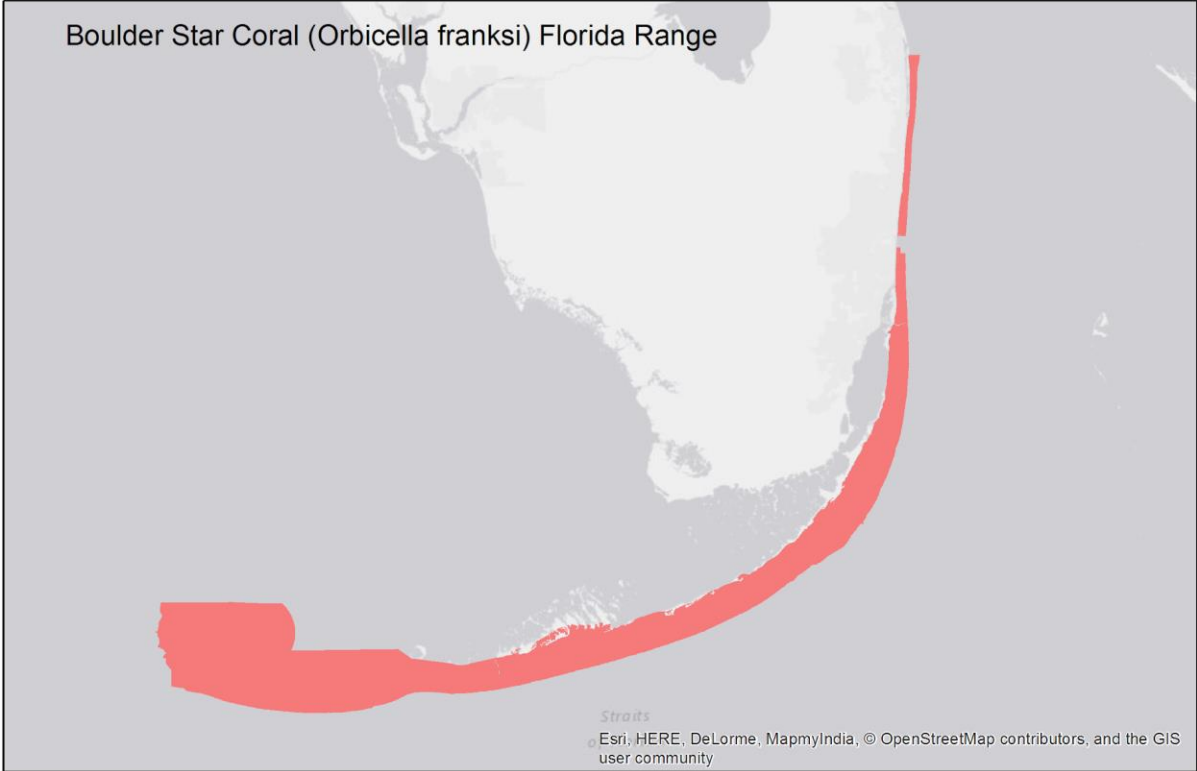 Boulder Star Coral (Orbicella franksi) Florida Range
Straits
Esri, HERE, DeLorme, MapmyIndia, © OpenStreetMap contributors, and the GIS
user community